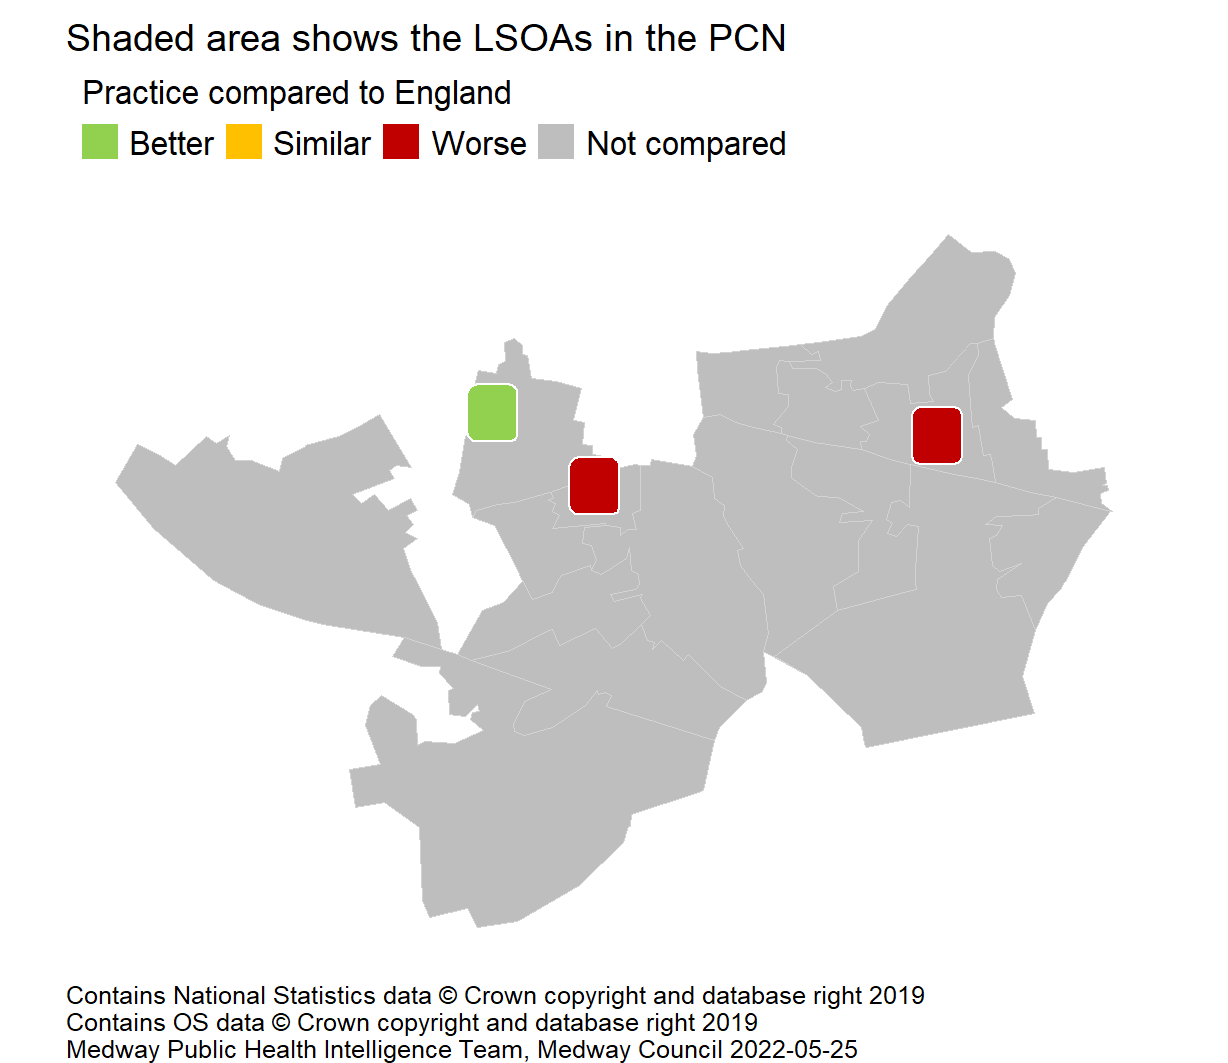 Shaded area shows the LSOAs in the PCN
Practice compared to England
Better Similar Worse Not compared
Contains National Statistics data © Crown copyright and database right 2019
Contains OS data © Crown copyright and database right 2019
Medway Public Health Intelligence Team, Medway Council 2022-05-25